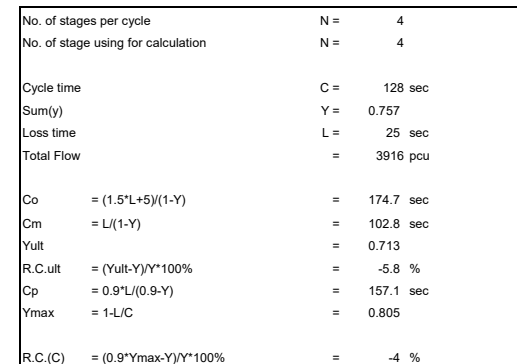 No. of stages per cycle N = 4
No. of stage using for calculation N = 4
Cycle time C = 128 sec
Sum(y) Y = 0.757
Loss time L = 25 sec
Total Flow = 3916 pcu
Co = (1.5*L+5)/(1-Y) = 174.7 sec
Cm = L/(1-Y) = 102.8 sec
Yult = 0.713
R.C.ult = (Yult-Y)/Y*100% = -5.8 %
Cp = 0.9*L/(0.9-Y) = 157.1 sec
Ymax = 1-L/C = 0.805
R.C.(C) = (0.9*Ymax-Y)/Y*100% = -4 %